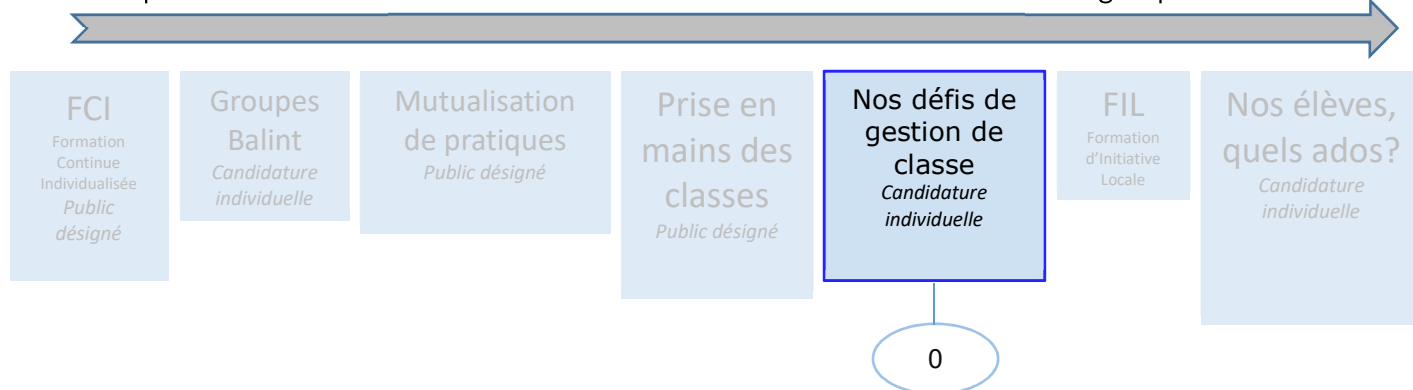 FCI
Formation
Continue
Individualisée
Public
désigné
Groupes
Balint
Candidature
individuelle
Mutualisation
de pratiques
Public désigné
Prise en
mains des
classes
Public désigné
Nos défis de
gestion de
classe
Candidature
individuelle
FIL
Formation
d'Initiative
Locale
Nos élèves,
quels ados?
Candidature
individuelle
0